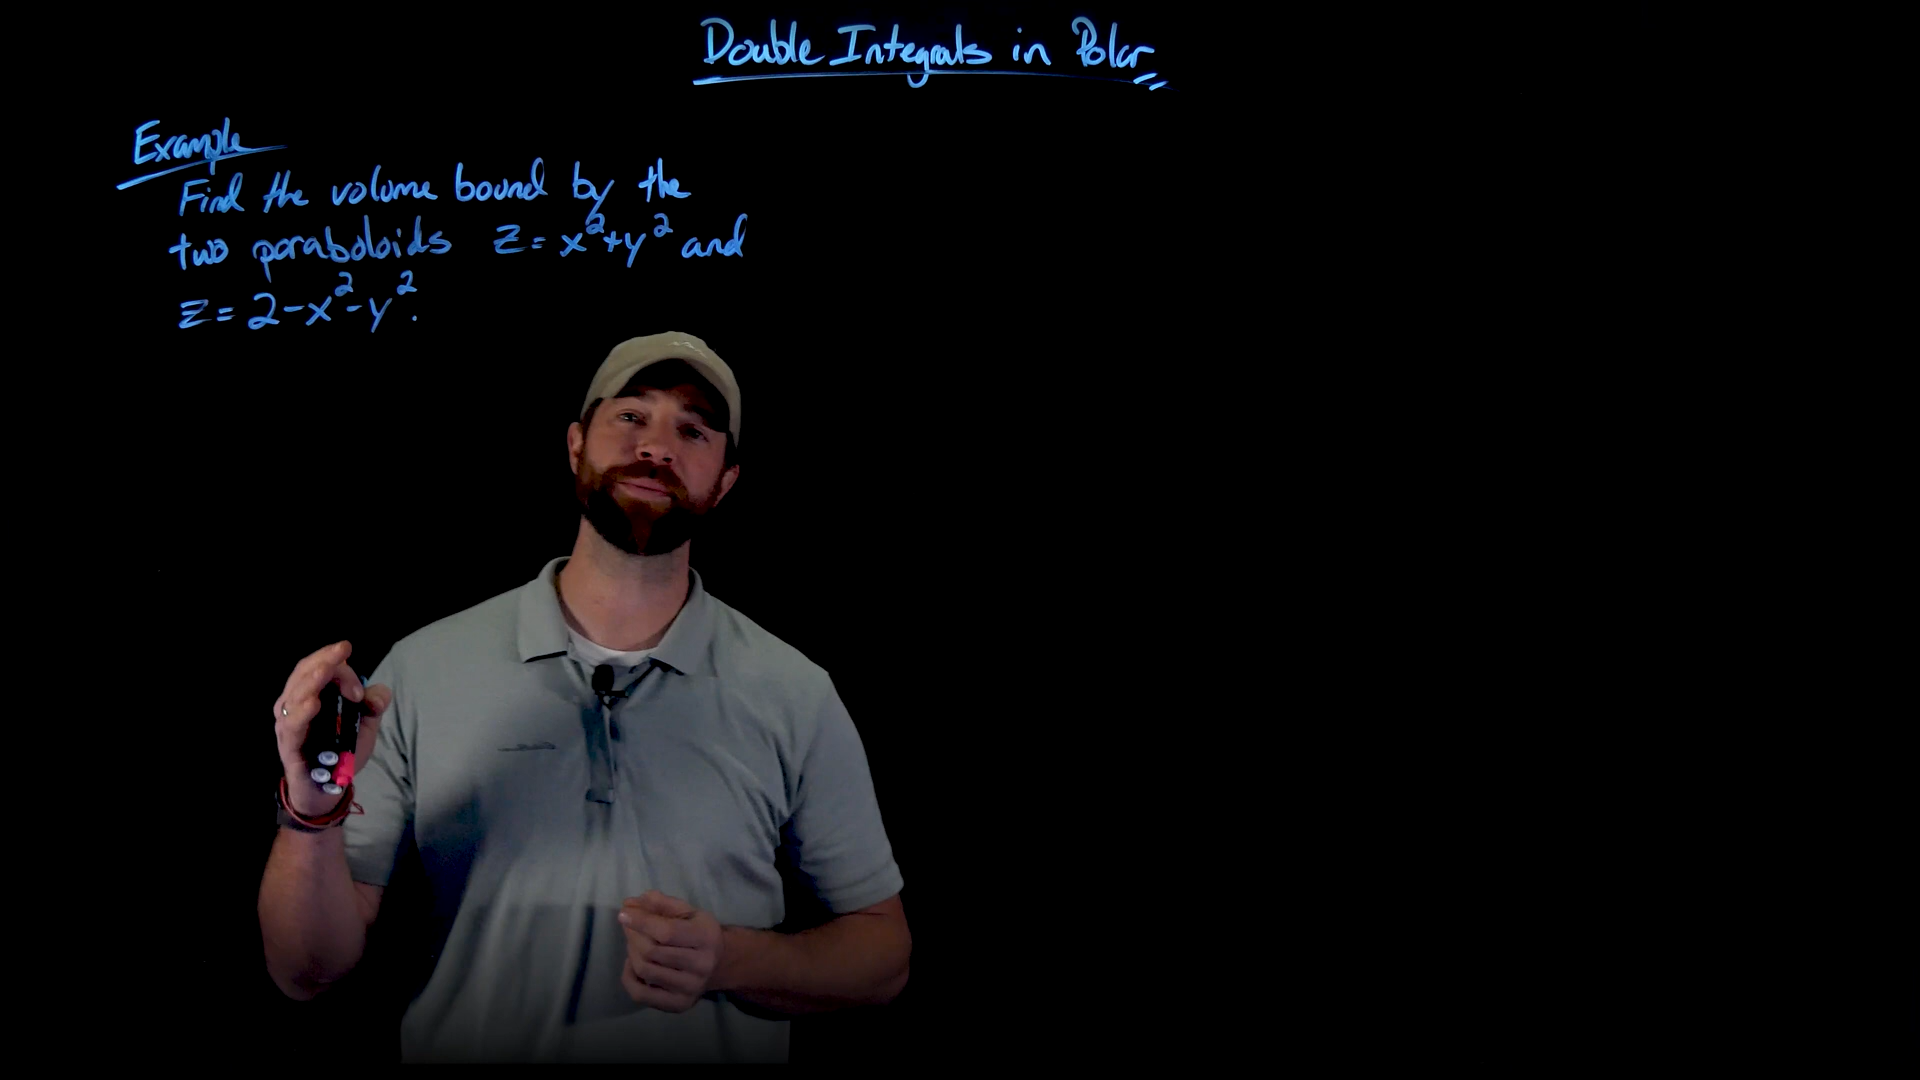 Double Integrals in Polar
Example
Find the volume bound by the
two paraboloids z = x²+y² and
z = 2-x²-y².